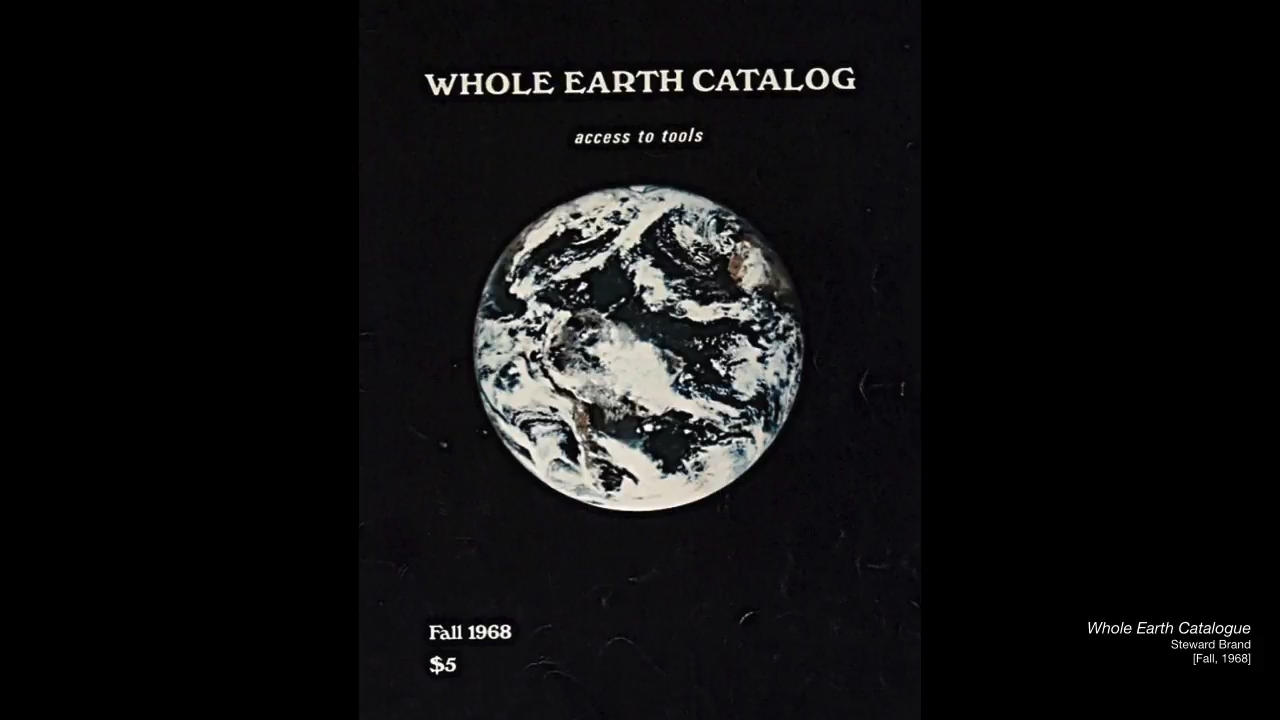 WHOLE EARTH CATALOG
access to tools
Fall 1968
$5
Whole Earth Catalogue
Steward Brand
[Fall, 1968]